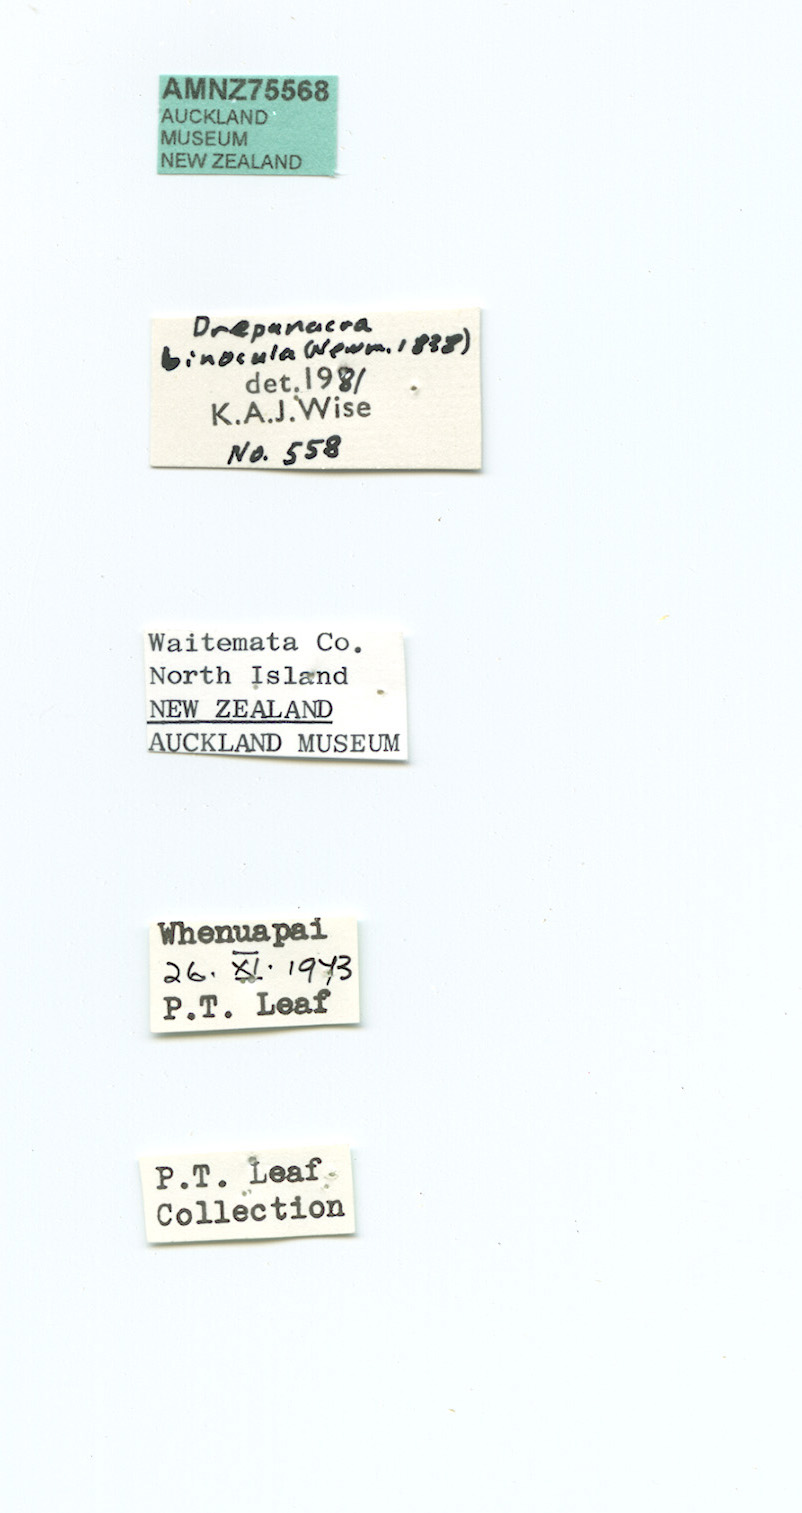 AMNZ75568
AUCKLAND
MUSEUM
NEW ZEALAND
Drepanacra
binocula (Newm. 1838)
det. 1981
K.A.J. Wise
No. 558
Waitemata Co.
North Island
NEW ZEALAND
AUCKLAND MUSEUM
Whenuapai
26. XI. 1973
P.T. Leaf
P.T. Leaf
Collection